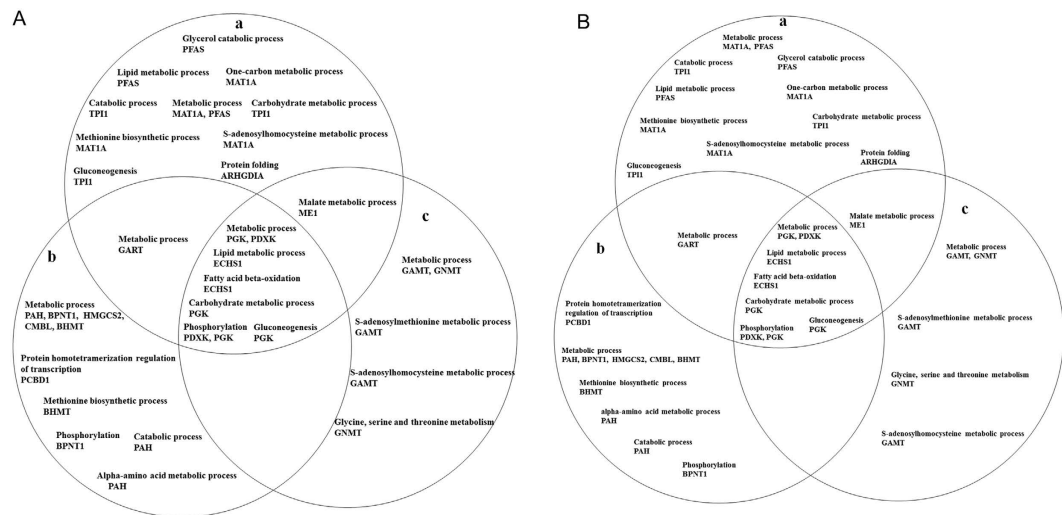 A
a
Glycerol catabolic process
PFAS
Lipid metabolic process
PFAS
One-carbon metabolic process
MAT1A
Catabolic process
TPI1
Metabolic process
MAT1A, PFAS
Carbohydrate metabolic process
TPI1
Methionine biosynthetic process
MAT1A
S-adenosylhomocysteine metabolic process
MAT1A
Gluconeogenesis
TPI1
Protein folding
ARHGDIA
Malate metabolic process
ME1
c
Metabolic process
GART
Metabolic process
PGK, PDXK
Lipid metabolic process
ECHS1
Fatty acid beta-oxidation
ECHS1
Carbohydrate metabolic process
PGK
Phosphorylation
PDXK, PGK
Gluconeogenesis
PGK
b
Metabolic process
PAH, BPNT1, HMGCS2,
CMBL, BHMT
Protein homotetramerization regulation
of transcription
PCBD1
Methionine biosynthetic process
BHMT
Phosphorylation
BPNT1
Catabolic process
PAH
Alpha-amino acid metabolic process
PAH
Metabolic process
GAMT, GNMT
S-adenosylmethionine metabolic process
GAMT
S-adenosylhomocysteine metabolic process
GAMT
Glycine, serine and threonine metabolism
GNMT
B
a
Metabolic process
MAT1A, PFAS
Glycerol catabolic process
PFAS
Catabolic process
TPI1
Lipid metabolic process
PFAS
One-carbon metabolic process
MAT1A
Methionine biosynthetic process
MAT1A
Carbohydrate metabolic process
TPI1
S-adenosylhomocysteine metabolic process
MAT1A
Protein folding
ARHGDIA
Gluconeogenesis
TPI1
Malate metabolic process
ME1
c
Metabolic process
GART
Metabolic process
PGK, PDXK
Lipid metabolic process
ECHS1
Fatty acid beta-oxidation
ECHS1
Carbohydrate metabolic process
PGK
Phosphorylation
PDXK, PGK
Gluconeogenesis
PGK
b
Protein homotetramerization
regulation of transcription
PCBD1
Metabolic process
PAH, BPNT1, HMGCS2, CMBL, BHMT
Methionine biosynthetic process
BHMT
alpha-amino acid metabolic process
PAH
Catabolic process
PAH
Phosphorylation
BPNT1
Metabolic process
GAMT, GNMT
S-adenosylmethionine metabolic process
GAMT
Glycine, serine and threonine metabolism
GNMT
S-adenosylhomocysteine metabolic process
GAMT